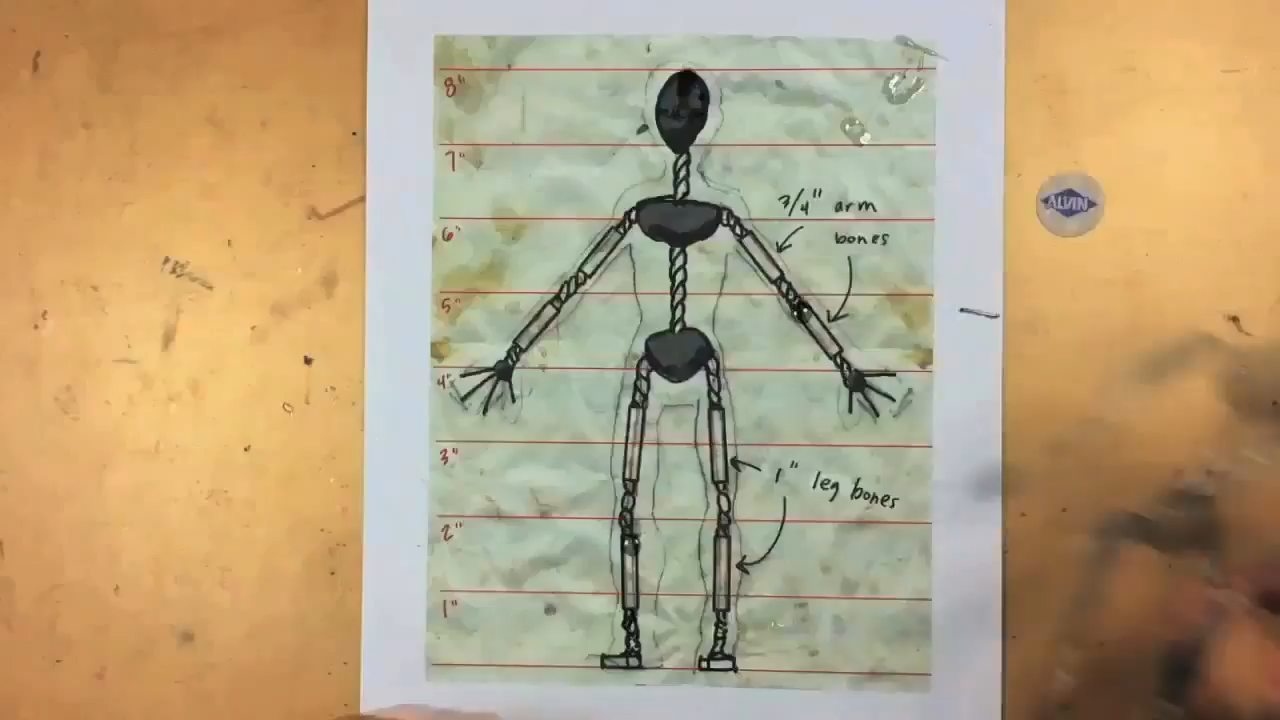 8"
7"
3/4" arm
bones
6"
ALVIN
5"
4"
3"
1" leg bones
2"
1"